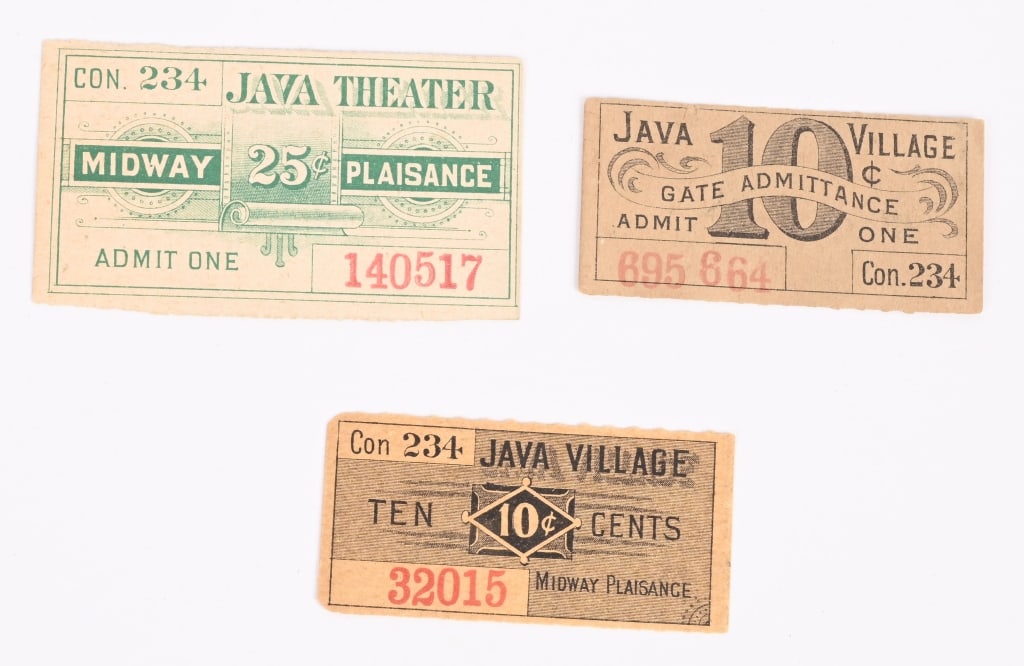 CON. 234 JAVA THEATER
MIDWAY 25¢ PLAISANCE
ADMIT ONE 140517
JAVA 10¢ VILLAGE
GATE ADMITTANCE
ADMIT ONE
695 664 Con. 234
Con 234 JAVA VILLAGE
TEN 10¢ CENTS
32015 MIDWAY PLAISANCE